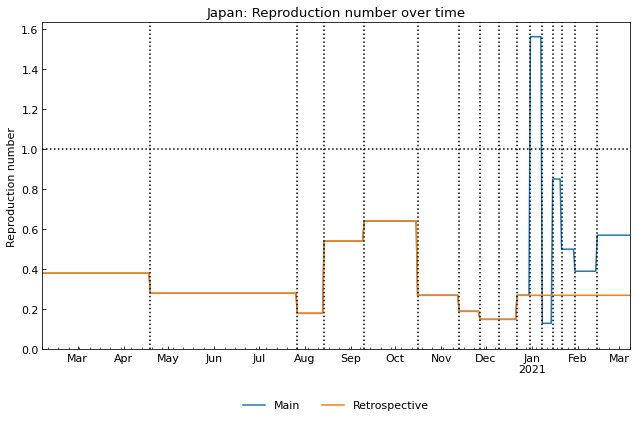 Japan: Reproduction number over time
Reproduction number
1.6
1.4
1.2
1.0
0.8
0.6
0.4
0.2
0.0
Mar Apr May Jun Jul Aug Sep Oct Nov Dec Jan Feb Mar
2021
Main Retrospective